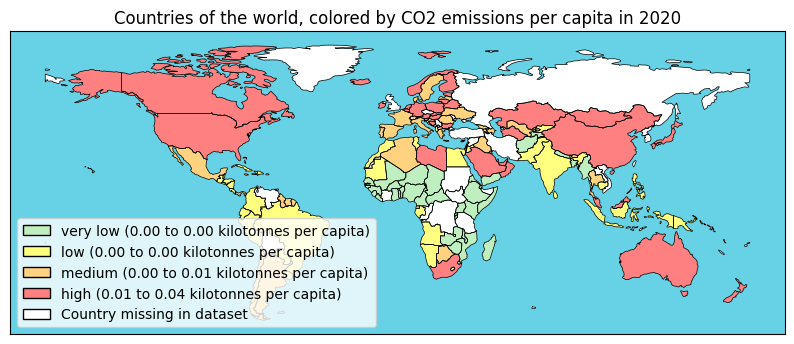 Countries of the world, colored by CO2 emissions per capita in 2020
very low (0.00 to 0.00 kilotonnes per capita)
low (0.00 to 0.00 kilotonnes per capita)
medium (0.00 to 0.01 kilotonnes per capita)
high (0.01 to 0.04 kilotonnes per capita)
Country missing in dataset